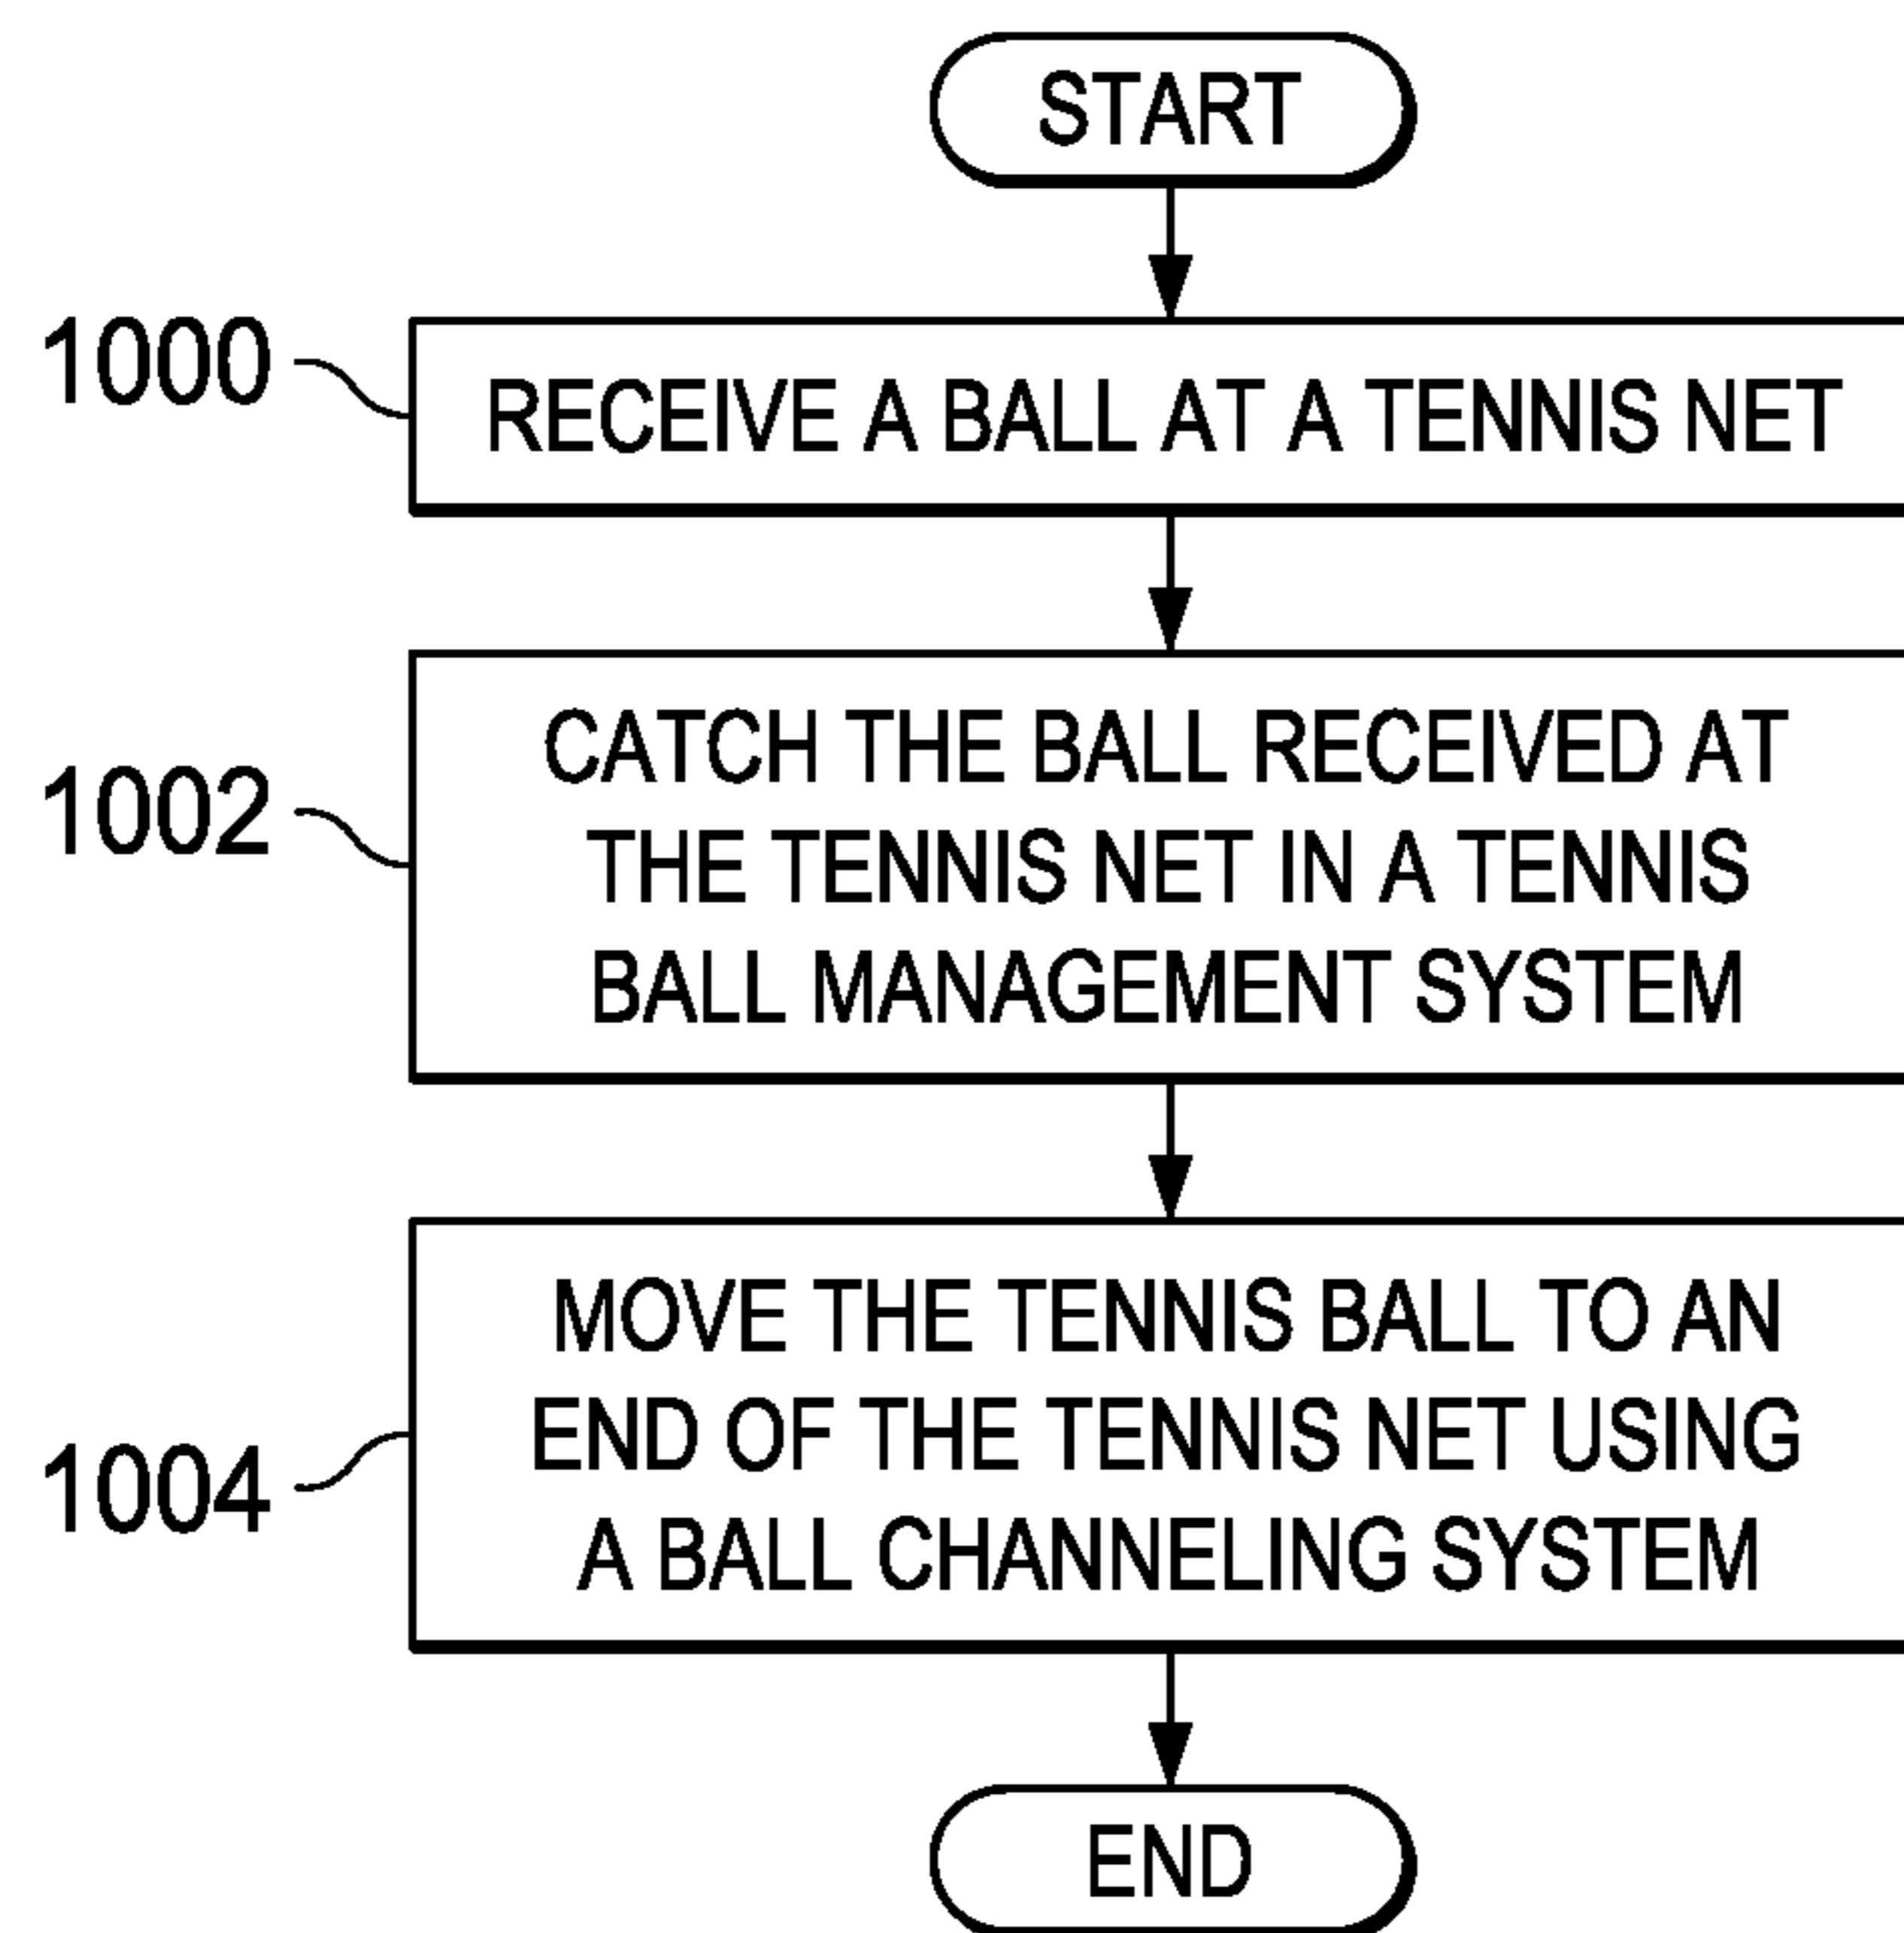 START
1000
RECEIVE A BALL AT A TENNIS NET
1002
CATCH THE BALL RECEIVED AT
THE TENNIS NET IN A TENNIS
BALL MANAGEMENT SYSTEM
1004
MOVE THE TENNIS BALL TO AN
END OF THE TENNIS NET USING
A BALL CHANNELING SYSTEM
END